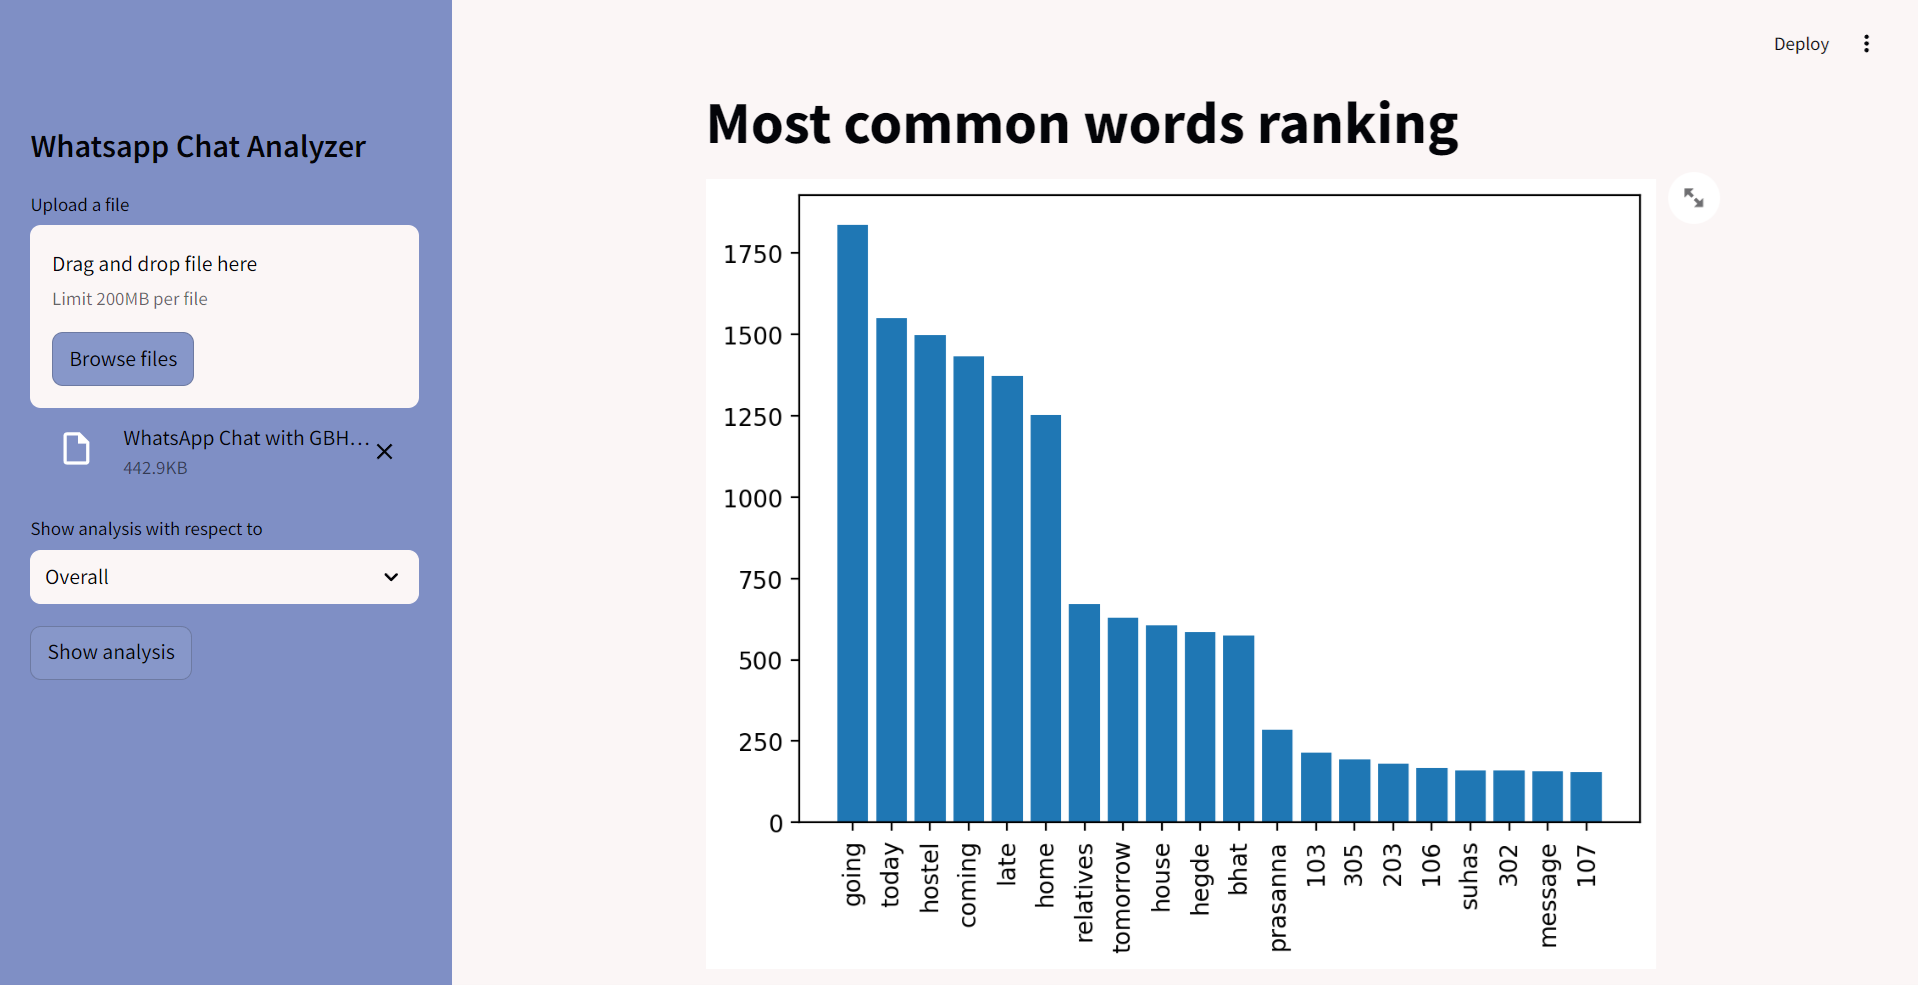 Deploy
Whatsapp Chat Analyzer
Upload a file
Drag and drop file here
Limit 200MB per file
Browse files
WhatsApp Chat with GBH...
442.9KB
Show analysis with respect to
Overall
Show analysis
Most common words ranking
1750
1500
1250
1000
750
500
250
0
going
today
hostel
coming
late
home
relatives
tomorrow
house
hegde
bhat
prasanna
103
305
203
106
suhas
302
message
107